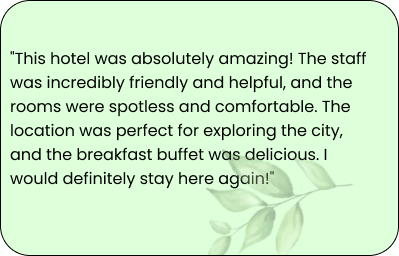 "This hotel was absolutely amazing! The staff
was incredibly friendly and helpful, and the
rooms were spotless and comfortable. The
location was perfect for exploring the city,
and the breakfast buffet was delicious. I
would definitely stay here again!"